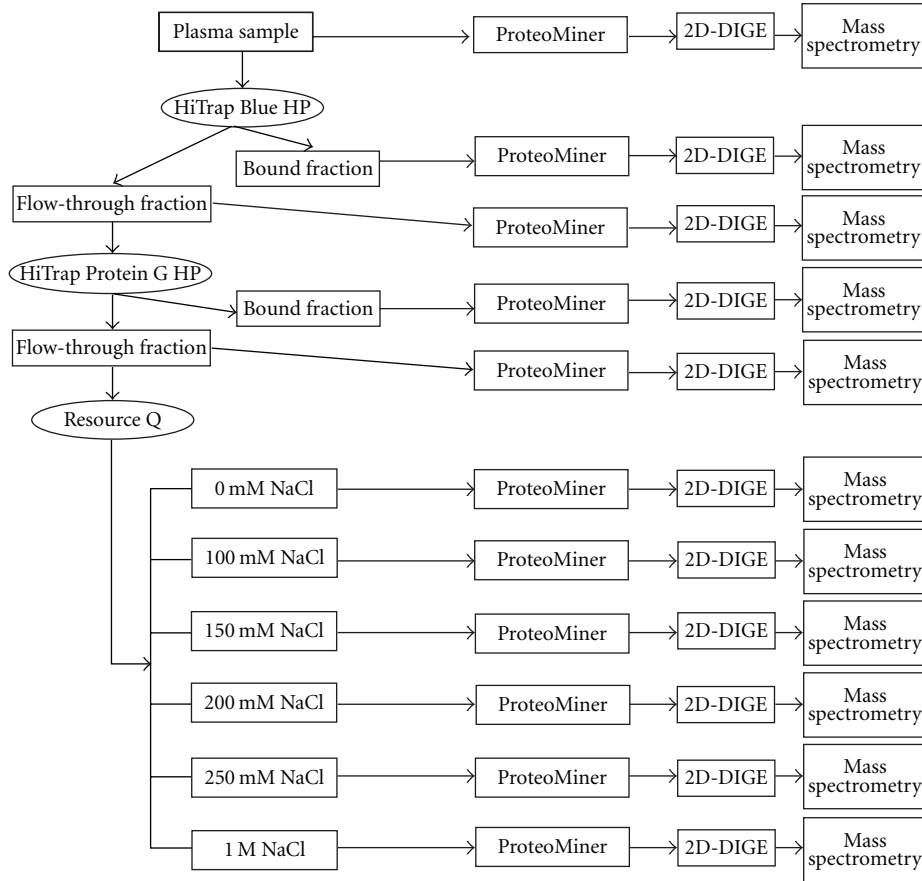 Plasma sample
ProteoMiner
2D-DIGE
Mass
spectrometry
HiTrap Blue HP
Bound fraction
ProteoMiner
2D-DIGE
Mass
spectrometry
Flow-through fraction
ProteoMiner
2D-DIGE
Mass
spectrometry
HiTrap Protein G HP
Bound fraction
ProteoMiner
2D-DIGE
Mass
spectrometry
Flow-through fraction
ProteoMiner
2D-DIGE
Mass
spectrometry
Resource Q
0 mM NaCl
ProteoMiner
2D-DIGE
Mass
spectrometry
100 mM NaCl
ProteoMiner
2D-DIGE
Mass
spectrometry
150 mM NaCl
ProteoMiner
2D-DIGE
Mass
spectrometry
200 mM NaCl
ProteoMiner
2D-DIGE
Mass
spectrometry
250 mM NaCl
ProteoMiner
2D-DIGE
Mass
spectrometry
1 M NaCl
ProteoMiner
2D-DIGE
Mass
spectrometry